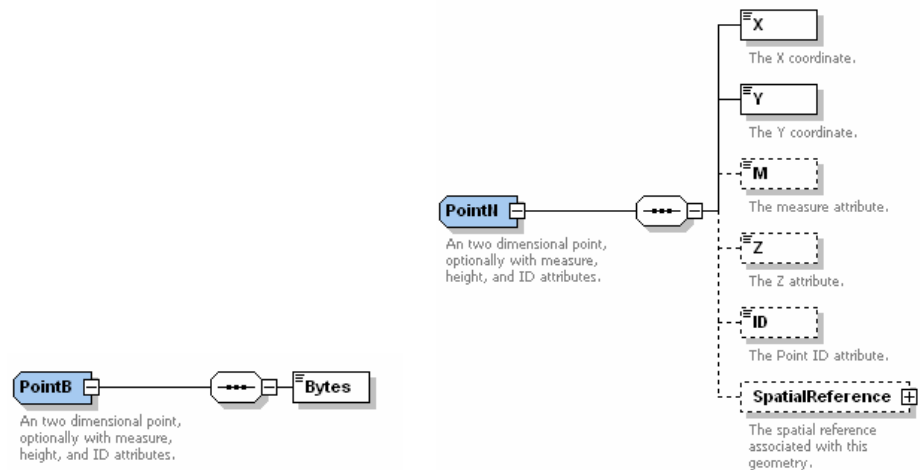 X
The X coordinate.
Y
The Y coordinate.
M
The measure attribute.
PointN
An two dimensional point,
optionally with measure,
height, and ID attributes.
Z
The Z attribute.
ID
The Point ID attribute.
SpatialReference
The spatial reference
associated with this
geometry.
PointB
Bytes
An two dimensional point,
optionally with measure,
height, and ID attributes.